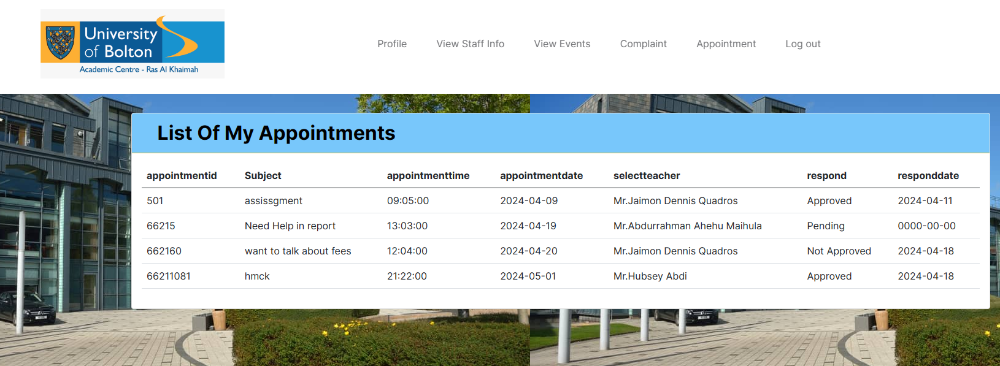 University
of Bolton
Academic Centre - Ras Al Khaimah
Profile View Staff Info View Events Complaint Appointment Log out
List Of My Appointments
appointmentid Subject appointmenttime appointmentdate selectteacher respond responddate
501 assissgment 09:05:00 2024-04-09 Mr.Jaimon Dennis Quadros Approved 2024-04-11
66215 Need Help in report 13:03:00 2024-04-19 Mr.Abdurrahman Ahehu Maihula Pending 0000-00-00
662160 want to talk about fees 12:04:00 2024-04-20 Mr.Jaimon Dennis Quadros Not Approved 2024-04-18
66211081 hmck 21:22:00 2024-05-01 Mr.Hubsey Abdi Approved 2024-04-18